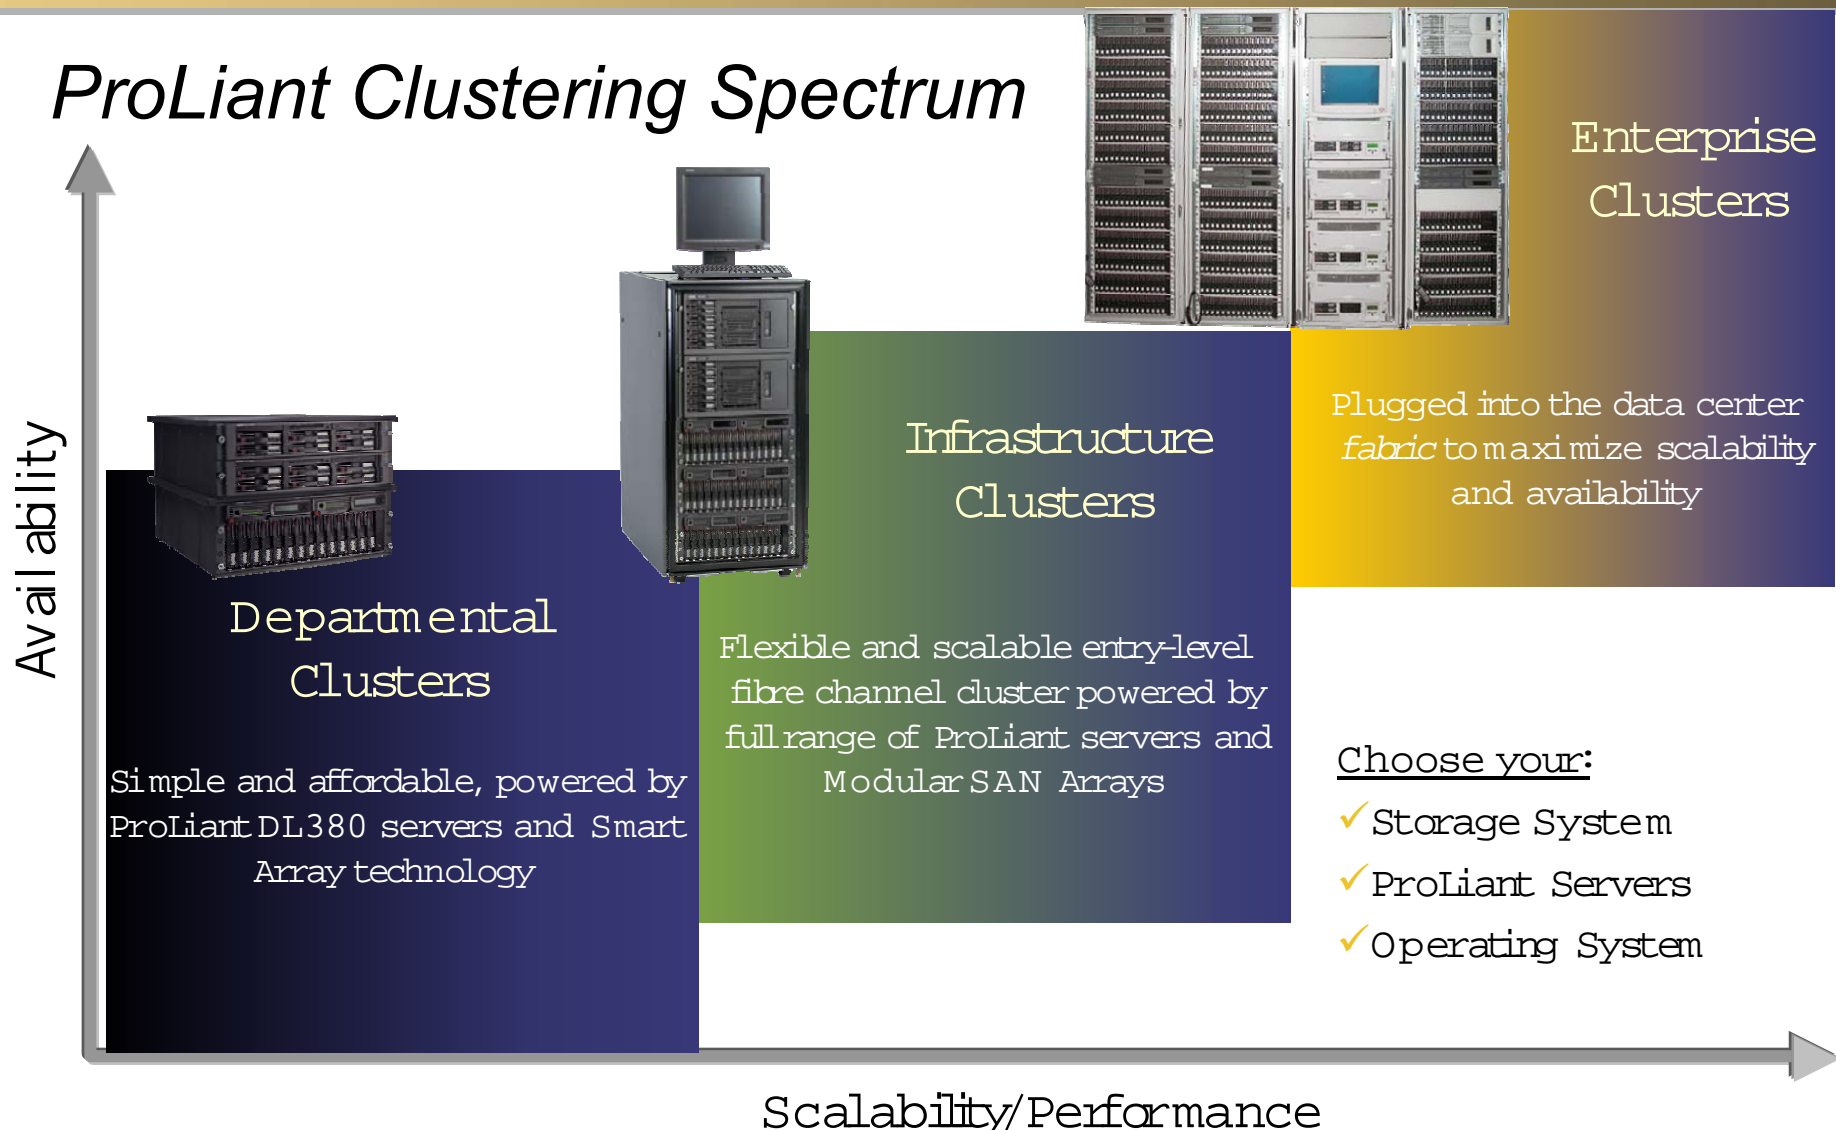 ProLiant Clustering Spectrum
Enterprise
Clusters
Plugged into the data center
fabric to maximize scalability
and availability
Infrastructure
Clusters
Flexible and scalable entry-level
fibre channel cluster powered by
full range of ProLiant servers and
Modular SAN Arrays
Departmental
Clusters
Simple and affordable, powered by
ProLiant DL380 servers and Smart
Array technology
Choose your:
✓Storage System
✓ProLiant Servers
✓Operating System
Availability
Scalability/Performance